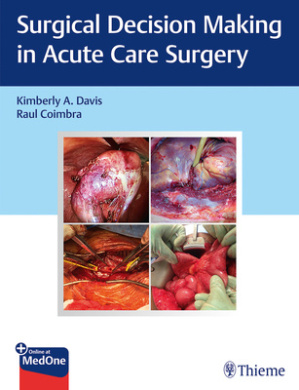 Surgical Decision Making
in Acute Care Surgery
Kimberly A. Davis
Raul Coimbra
Online at
MedOne
Thieme